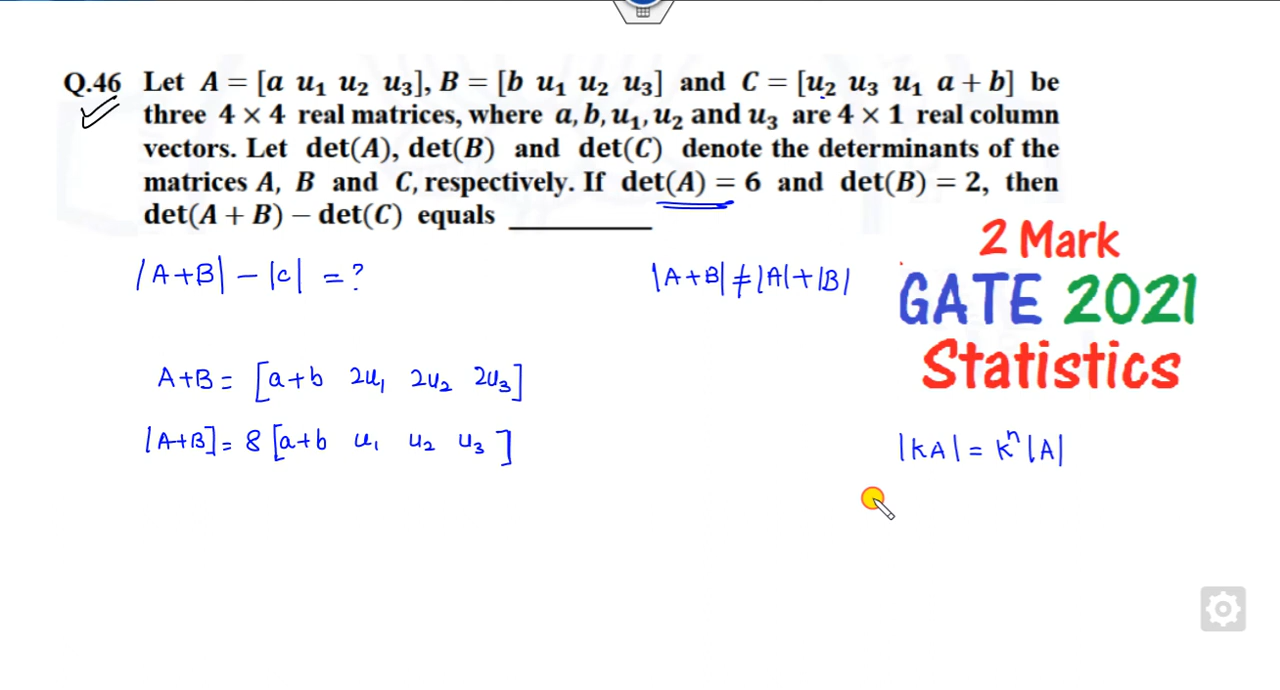 Q.46 Let A = [a u₁ u₂ u₃], B = [b u₁ u₂ u₃] and C = [u₂ u₃ u₁ a + b] be
three 4 × 4 real matrices, where a, b, u₁, u₂ and u₃ are 4 × 1 real column
vectors. Let det(A), det(B) and det(C) denote the determinants of the
matrices A, B and C, respectively. If det(A) = 6 and det(B) = 2, then
det(A + B) − det(C) equals ____________
2 Mark
GATE 2021
Statistics
|A+B| − |C| = ?
|A+B| ≠ |A|+|B|
A+B = [a+b 2u₁ 2u₂ 2u₃]
|A+B] = 8 [a+b u₁ u₂ u₃]
|KA| = Kⁿ|A|